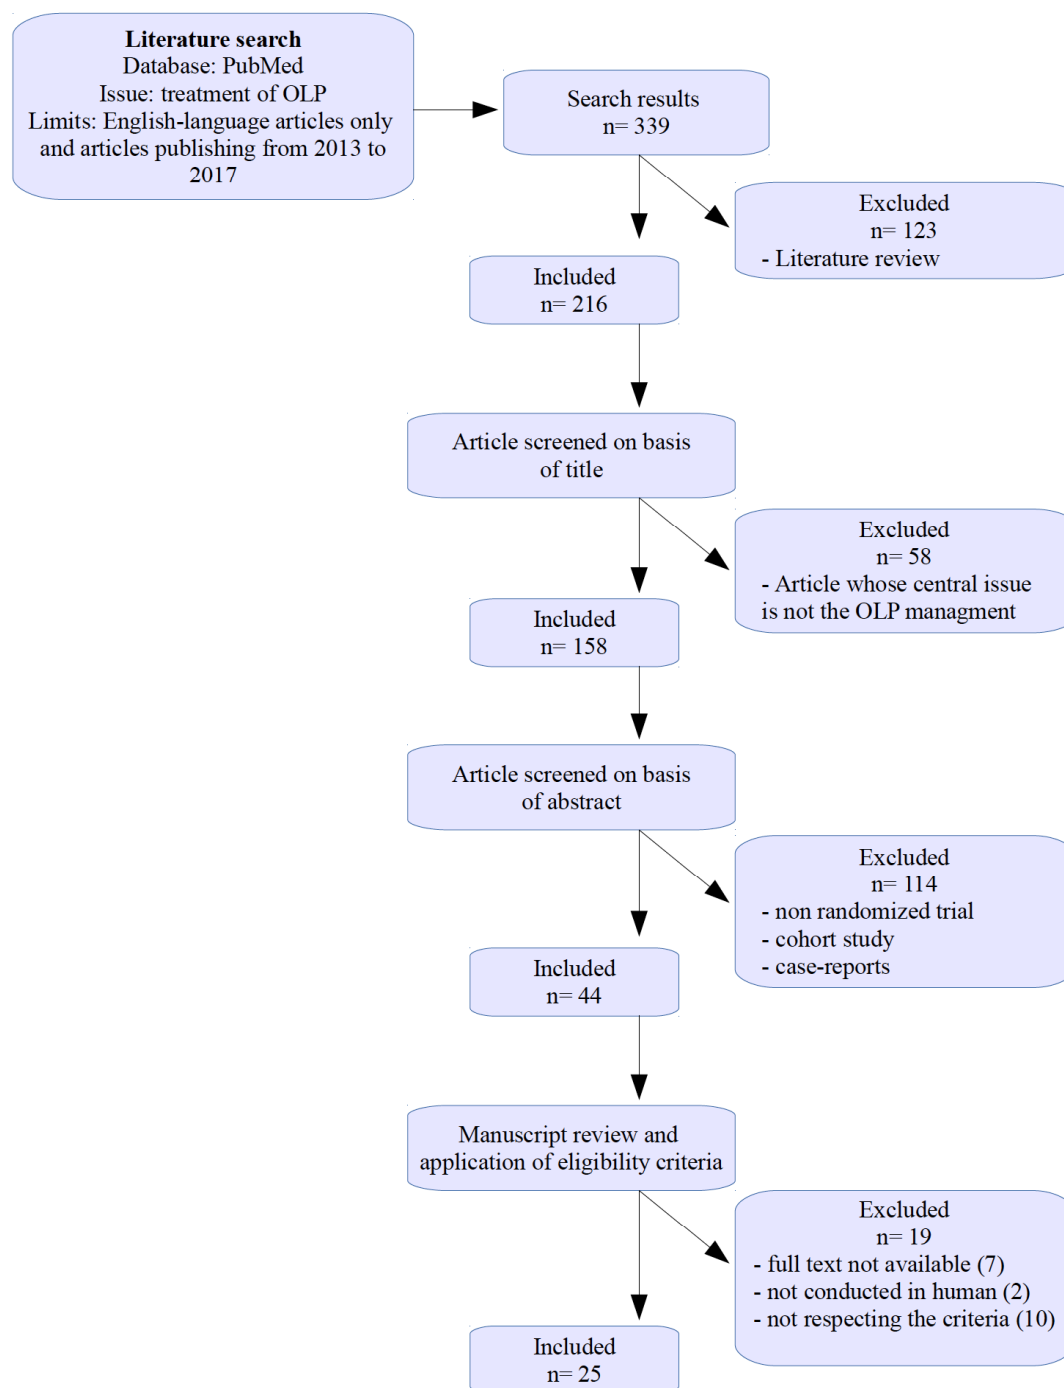 Literature search
Database: PubMed
Issue: treatment of OLP
Limits: English-language articles only
and articles publishing from 2013 to
2017
Search results
n= 339
Excluded
n= 123
- Literature review
Included
n= 216
Article screened on basis
of title
Excluded
n= 58
- Article whose central issue
is not the OLP managment
Included
n= 158
Article screened on basis
of abstract
Excluded
n= 114
- non randomized trial
- cohort study
- case-reports
Included
n= 44
Manuscript review and
application of eligibility criteria
Excluded
n= 19
- full text not available (7)
- not conducted in human (2)
- not respecting the criteria (10)
Included
n= 25